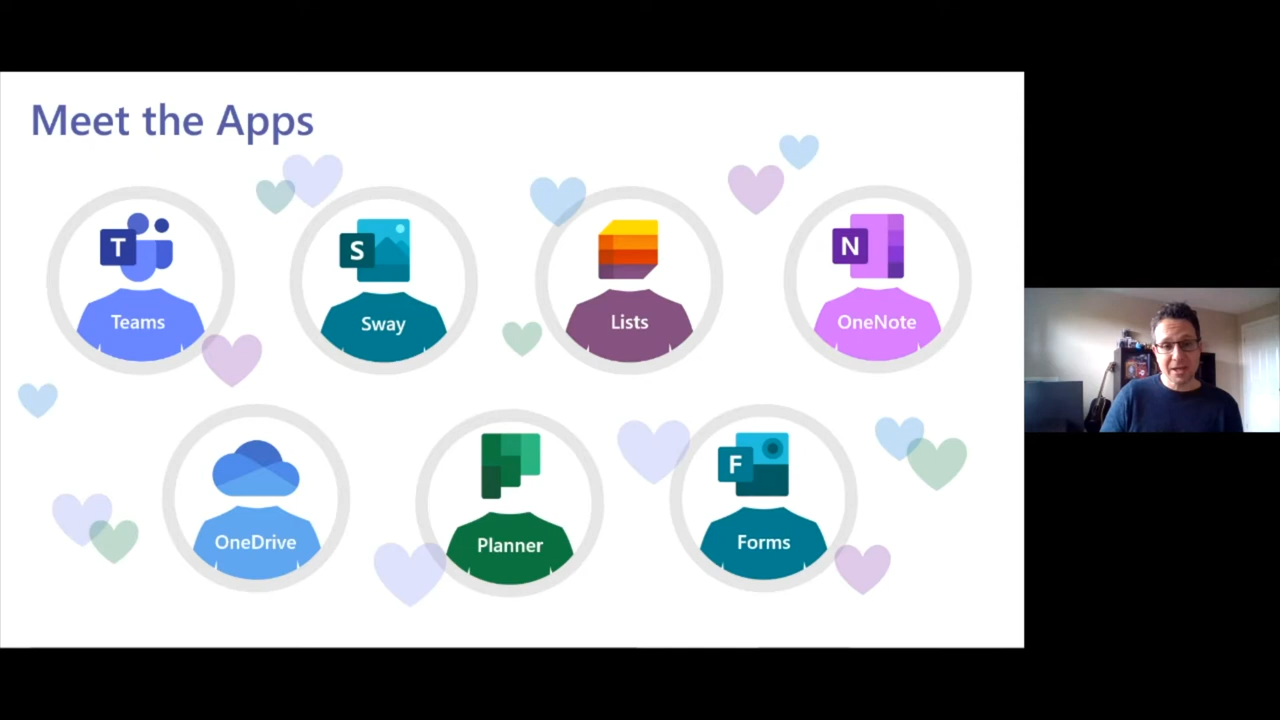 Meet the Apps
T
S
N
Teams
Sway
Lists
OneNote
F
OneDrive
Planner
Forms